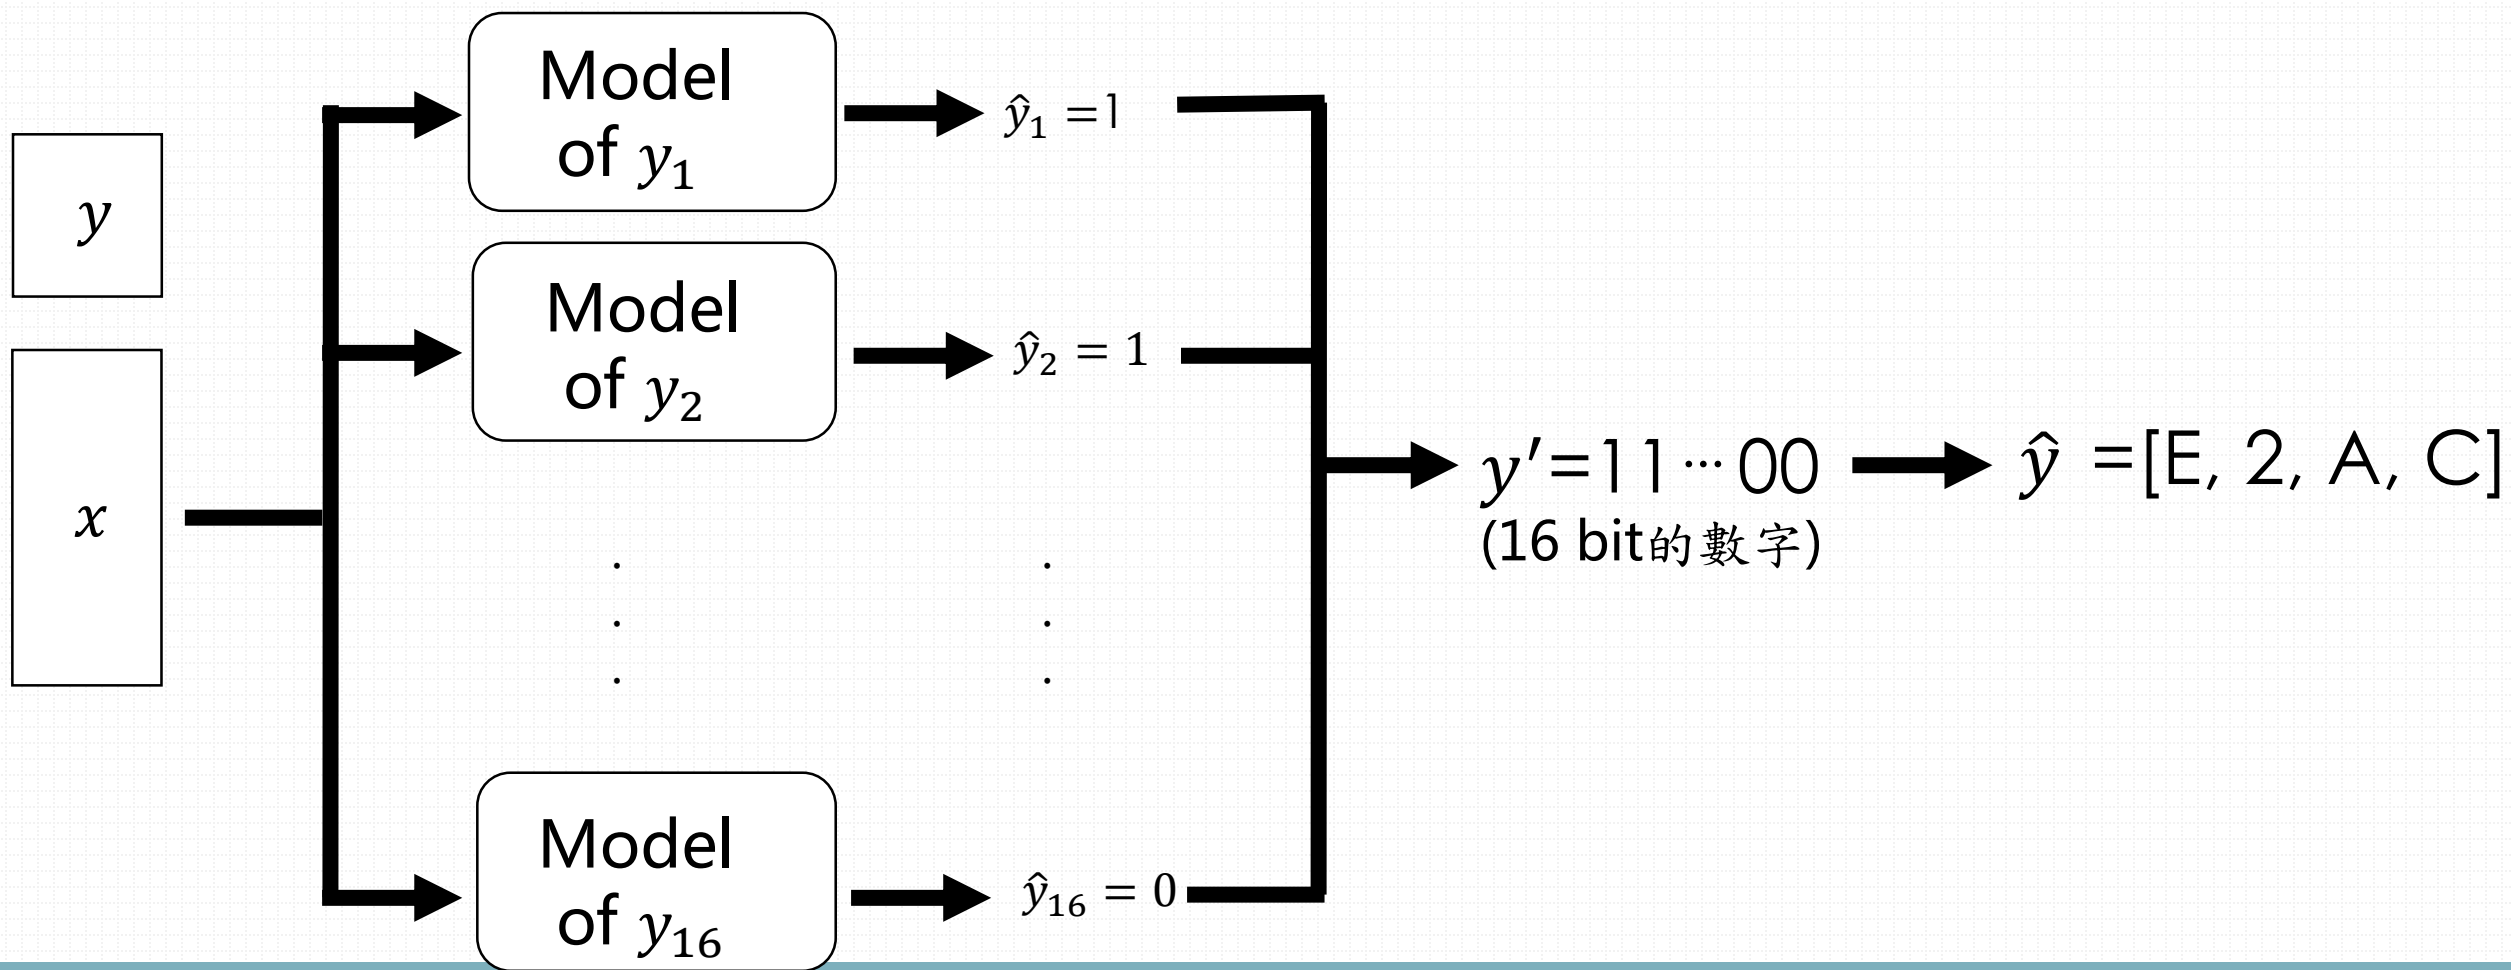 y
x
Model
of y₁
ŷ₁ =1
Model
of y₂
ŷ₂ = 1
.
.
.
.
.
.
Model
of y₁₆
ŷ₁₆ = 0
y′=11⋯00
(16 bit的數字)
ŷ =[E, 2, A, C]